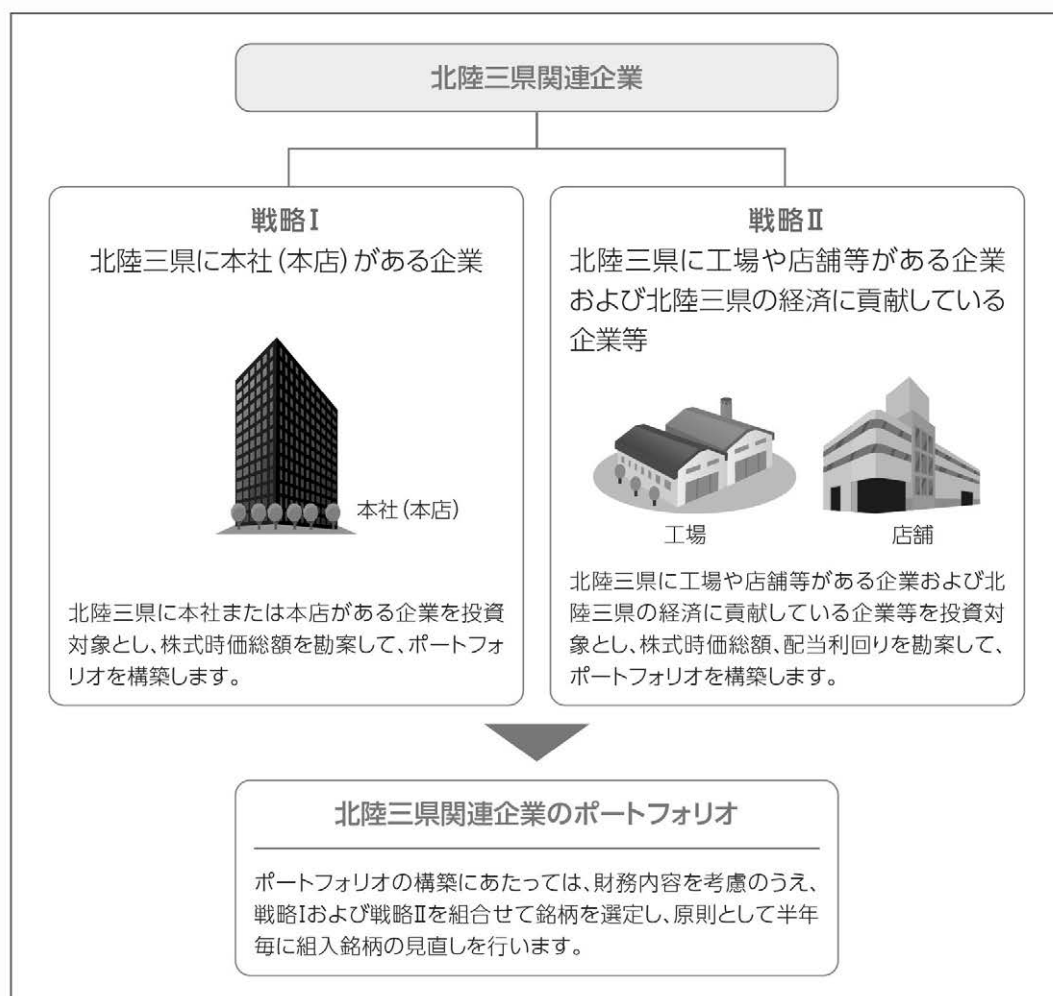 北陸三県関連企業
戦略Ⅰ
北陸三県に本社(本店)がある企業
本社(本店)
北陸三県に本社または本店がある企業を投資
対象とし、株式時価総額を勘案して、ポートフォ
リオを構築します。
戦略Ⅱ
北陸三県に工場や店舗等がある企業
および北陸三県の経済に貢献している
企業等
工場
店舗
北陸三県に工場や店舗等がある企業および北
陸三県の経済に貢献している企業等を投資対
象とし、株式時価総額、配当利回りを勘案して、
ポートフォリオを構築します。
北陸三県関連企業のポートフォリオ
ポートフォリオの構築にあたっては、財務内容を考慮のうえ、
戦略Ⅰおよび戦略Ⅱを組合せて銘柄を選定し、原則として半年
毎に組入銘柄の見直しを行います。